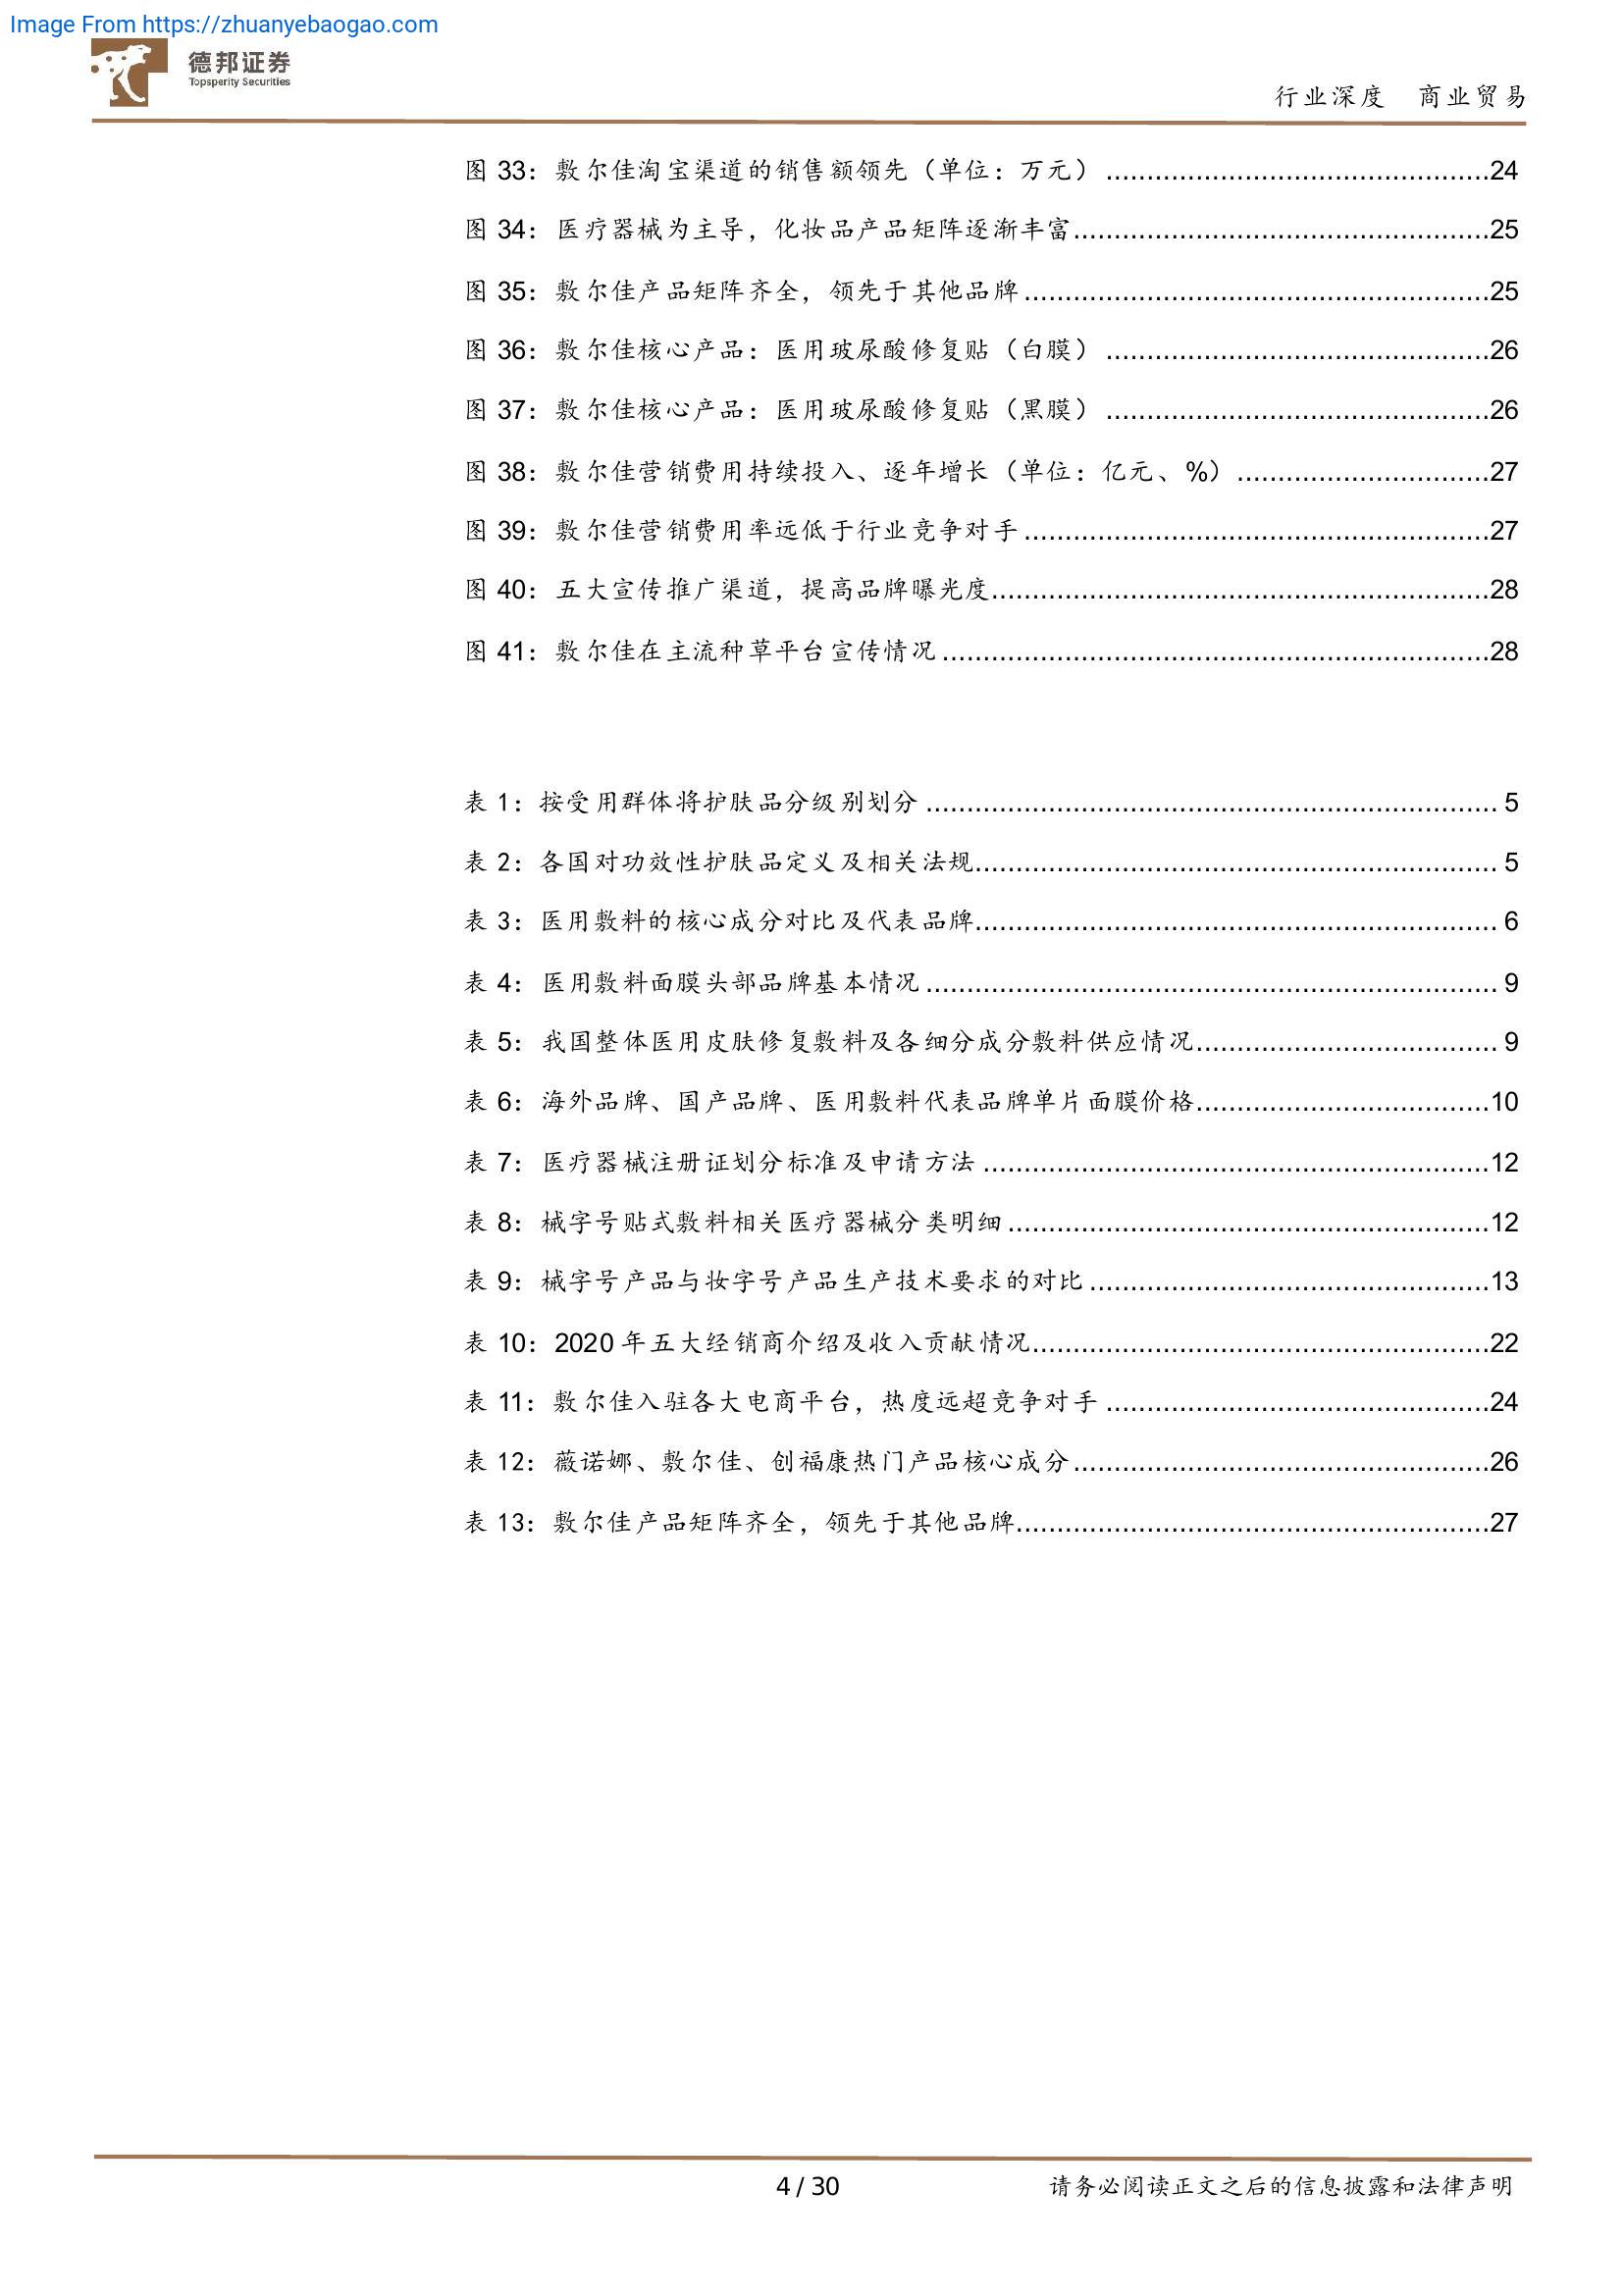 Image From https://zhuanyebaogao.com
德邦证券
Topsperity Securities
行业深度 商业贸易
图 33：敷尔佳淘宝渠道的销售额领先（单位：万元）...............................................24
图 34：医疗器械为主导，化妆品产品矩阵逐渐丰富...................................................25
图 35：敷尔佳产品矩阵齐全，领先于其他品牌.........................................................25
图 36：敷尔佳核心产品：医用玻尿酸修复贴（白膜）...............................................26
图 37：敷尔佳核心产品：医用玻尿酸修复贴（黑膜）...............................................26
图 38：敷尔佳营销费用持续投入、逐年增长（单位：亿元、%）...............................27
图 39：敷尔佳营销费用率远低于行业竞争对手.........................................................27
图 40：五大宣传推广渠道，提高品牌曝光度.............................................................28
图 41：敷尔佳在主流种草平台宣传情况...................................................................28
表 1：按受用群体将护肤品分级别划分...................................................................... 5
表 2：各国对功效性护肤品定义及相关法规................................................................ 5
表 3：医用敷料的核心成分对比及代表品牌................................................................ 6
表 4：医用敷料面膜头部品牌基本情况...................................................................... 9
表 5：我国整体医用皮肤修复敷料及各细分成分敷料供应情况..................................... 9
表 6：海外品牌、国产品牌、医用敷料代表品牌单片面膜价格....................................10
表 7：医疗器械注册证划分标准及申请方法..............................................................12
表 8：械字号贴式敷料相关医疗器械分类明细...........................................................12
表 9：械字号产品与妆字号产品生产技术要求的对比.................................................13
表 10：2020 年五大经销商介绍及收入贡献情况........................................................22
表 11：敷尔佳入驻各大电商平台，热度远超竞争对手...............................................24
表 12：薇诺娜、敷尔佳、创福康热门产品核心成分...................................................26
表 13：敷尔佳产品矩阵齐全，领先于其他品牌..........................................................27
4 / 30
请务必阅读正文之后的信息披露和法律声明